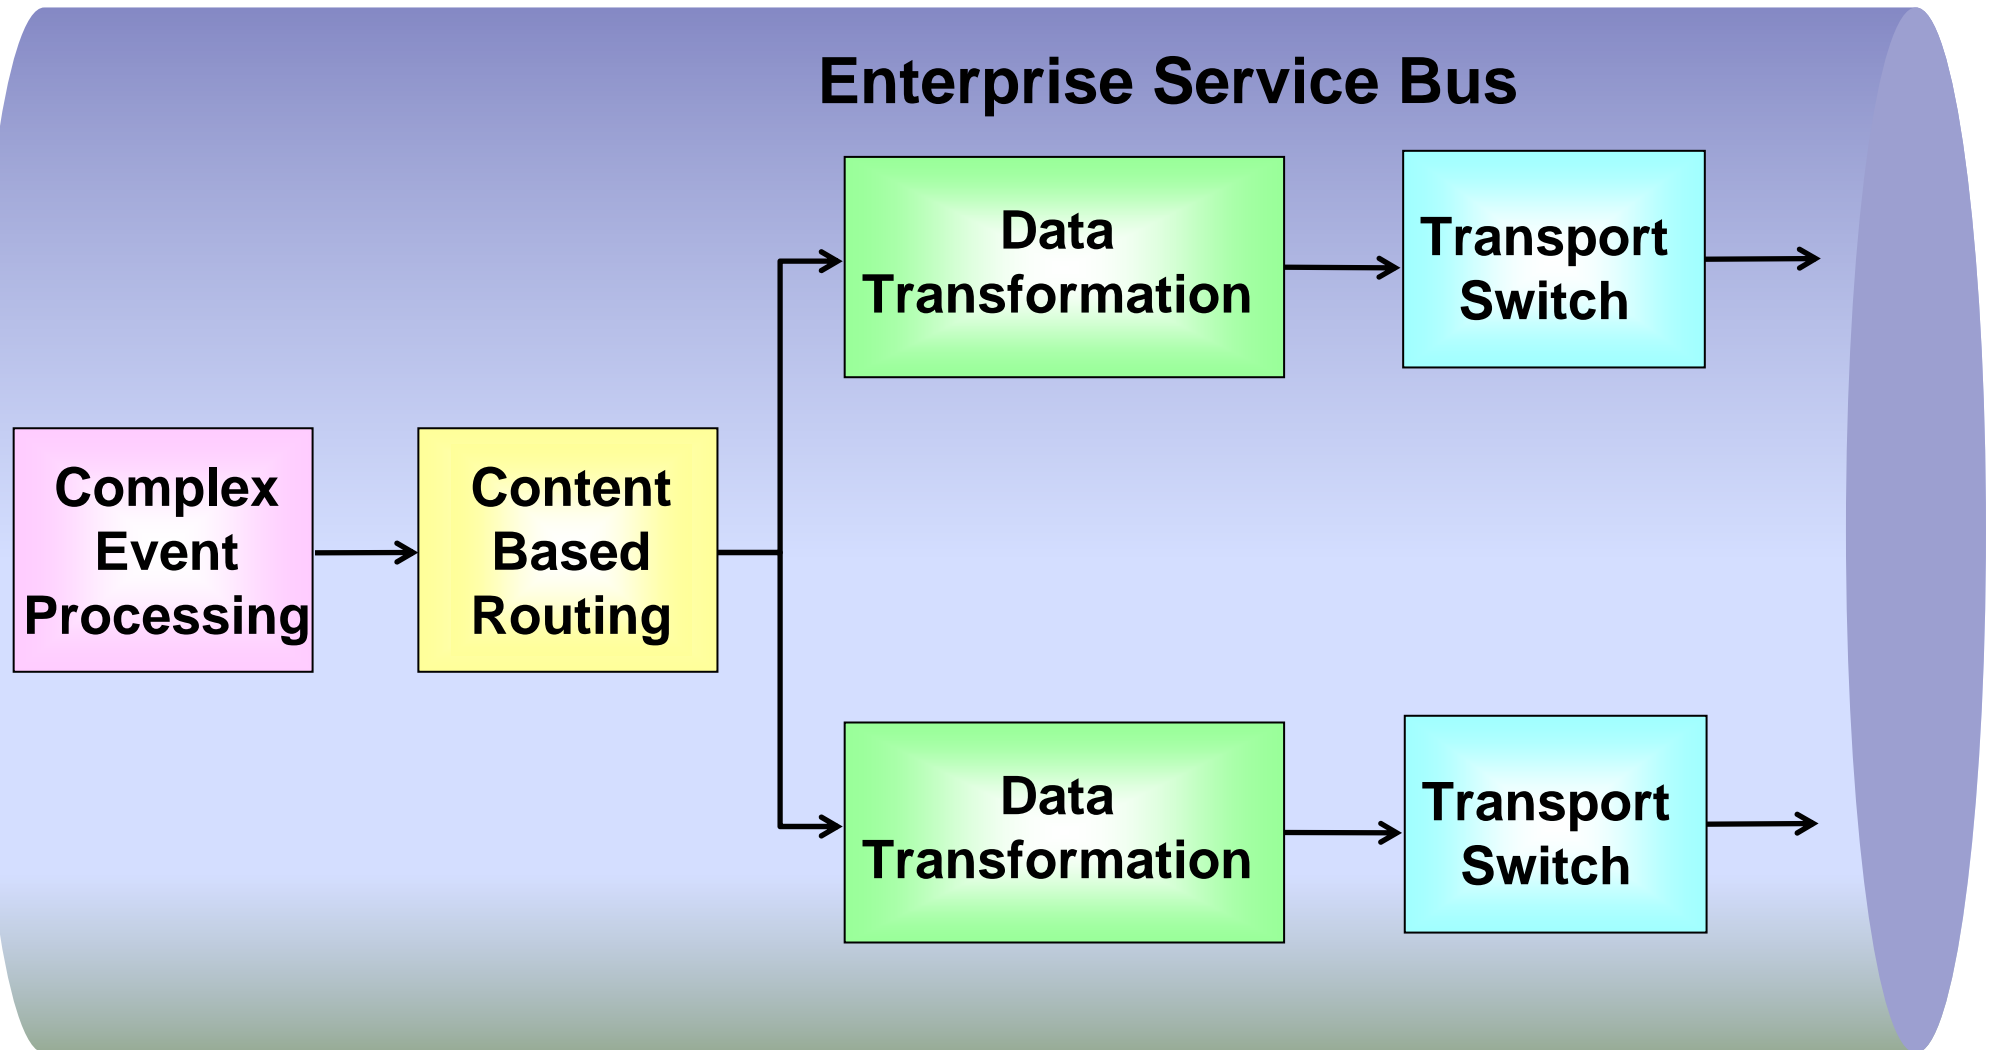 Enterprise Service Bus
Data
Transformation
Transport
Switch
Complex
Event
Processing
Content
Based
Routing
Data
Transformation
Transport
Switch